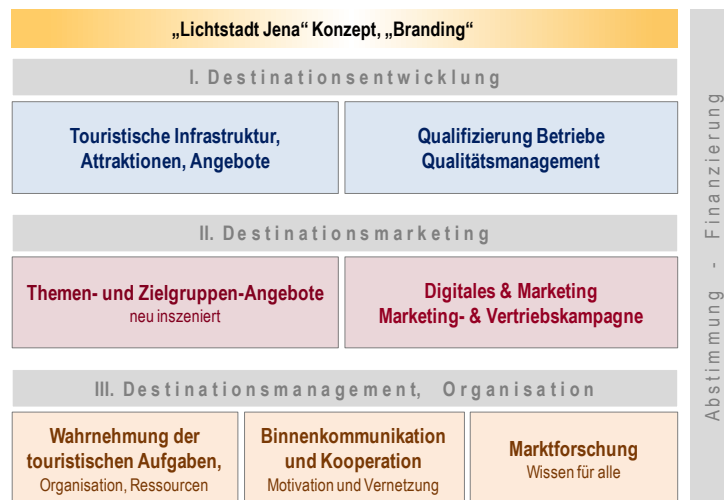 „Lichtstadt Jena“ Konzept, „Branding“
I. Destinationsentwicklung
Touristische Infrastruktur,
Attraktionen, Angebote
Qualifizierung Betriebe
Qualitätsmanagement
II. Destinationsmarketing
Themen- und Zielgruppen-Angebote
neu inszeniert
Digitales & Marketing
Marketing- & Vertriebskampagne
III. Destinationsmanagement, Organisation
Wahrnehmung der
touristischen Aufgaben,
Organisation, Ressourcen
Binnenkommunikation
und Kooperation
Motivation und Vernetzung
Marktforschung
Wissen für alle
Abstimmung - Finanzierung